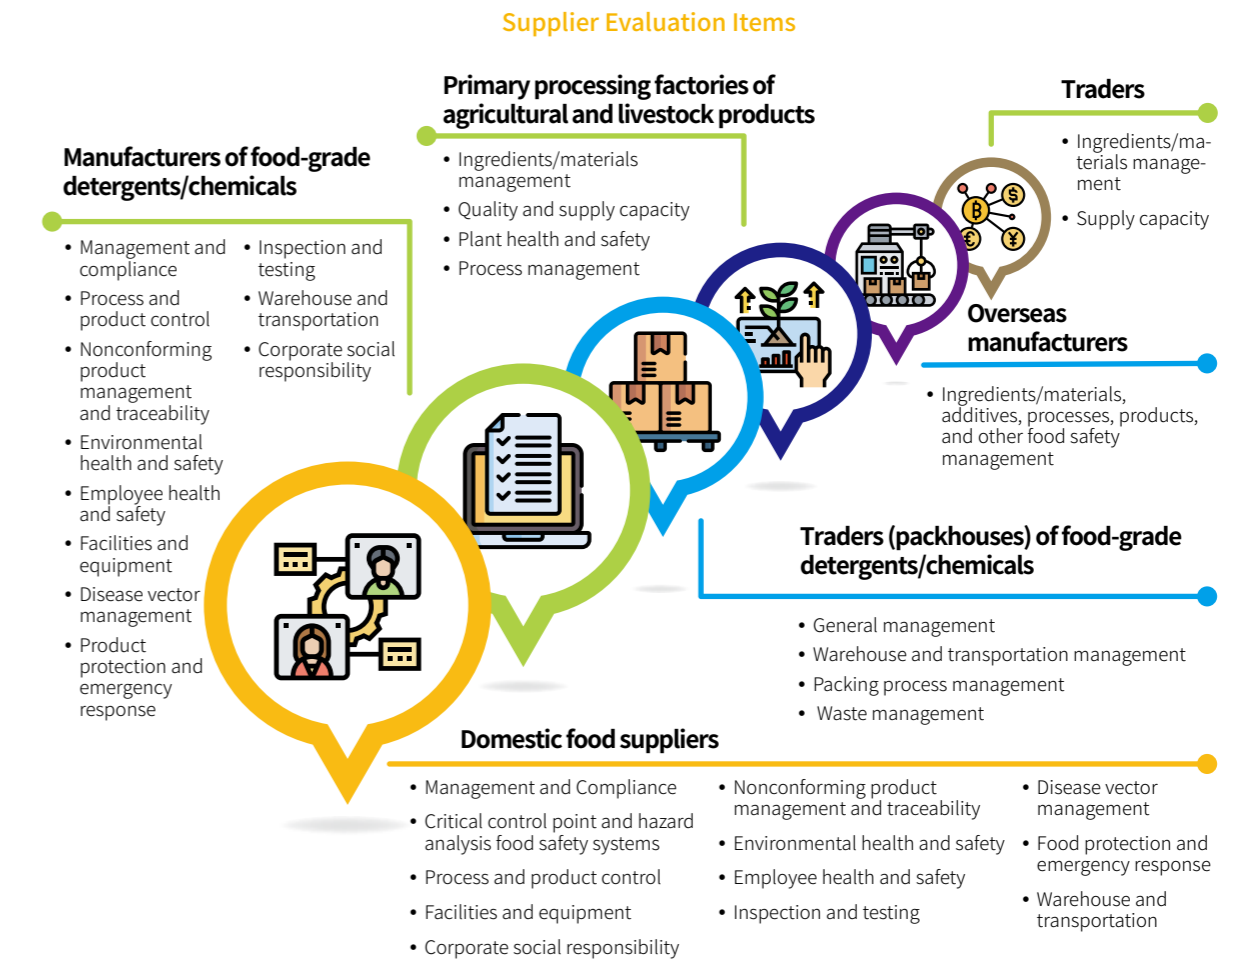 Supplier Evaluation Items
Manufacturers of food-grade
detergents/chemicals
• Management and
compliance
• Process and
product control
• Nonconforming
product
management
and traceability
• Environmental
health and safety
• Employee health
and safety
• Facilities and
equipment
• Disease vector
management
• Product
protection and
emergency
response
• Inspection and
testing
• Warehouse and
transportation
• Corporate social
responsibility
Primary processing factories of
agricultural and livestock products
• Ingredients/materials
management
• Quality and supply capacity
• Plant health and safety
• Process management
Traders
• Ingredients/ma-
terials manage-
ment
• Supply capacity
Overseas
manufacturers
• Ingredients/materials,
additives, processes, products,
and other food safety
management
Traders (packhouses) of food-grade
detergents/chemicals
• General management
• Warehouse and transportation management
• Packing process management
• Waste management
Domestic food suppliers
• Management and Compliance
• Critical control point and hazard
analysis food safety systems
• Process and product control
• Facilities and equipment
• Corporate social responsibility
• Nonconforming product
management and traceability
• Environmental health and safety
• Employee health and safety
• Inspection and testing
• Disease vector
management
• Food protection and
emergency response
• Warehouse and
transportation